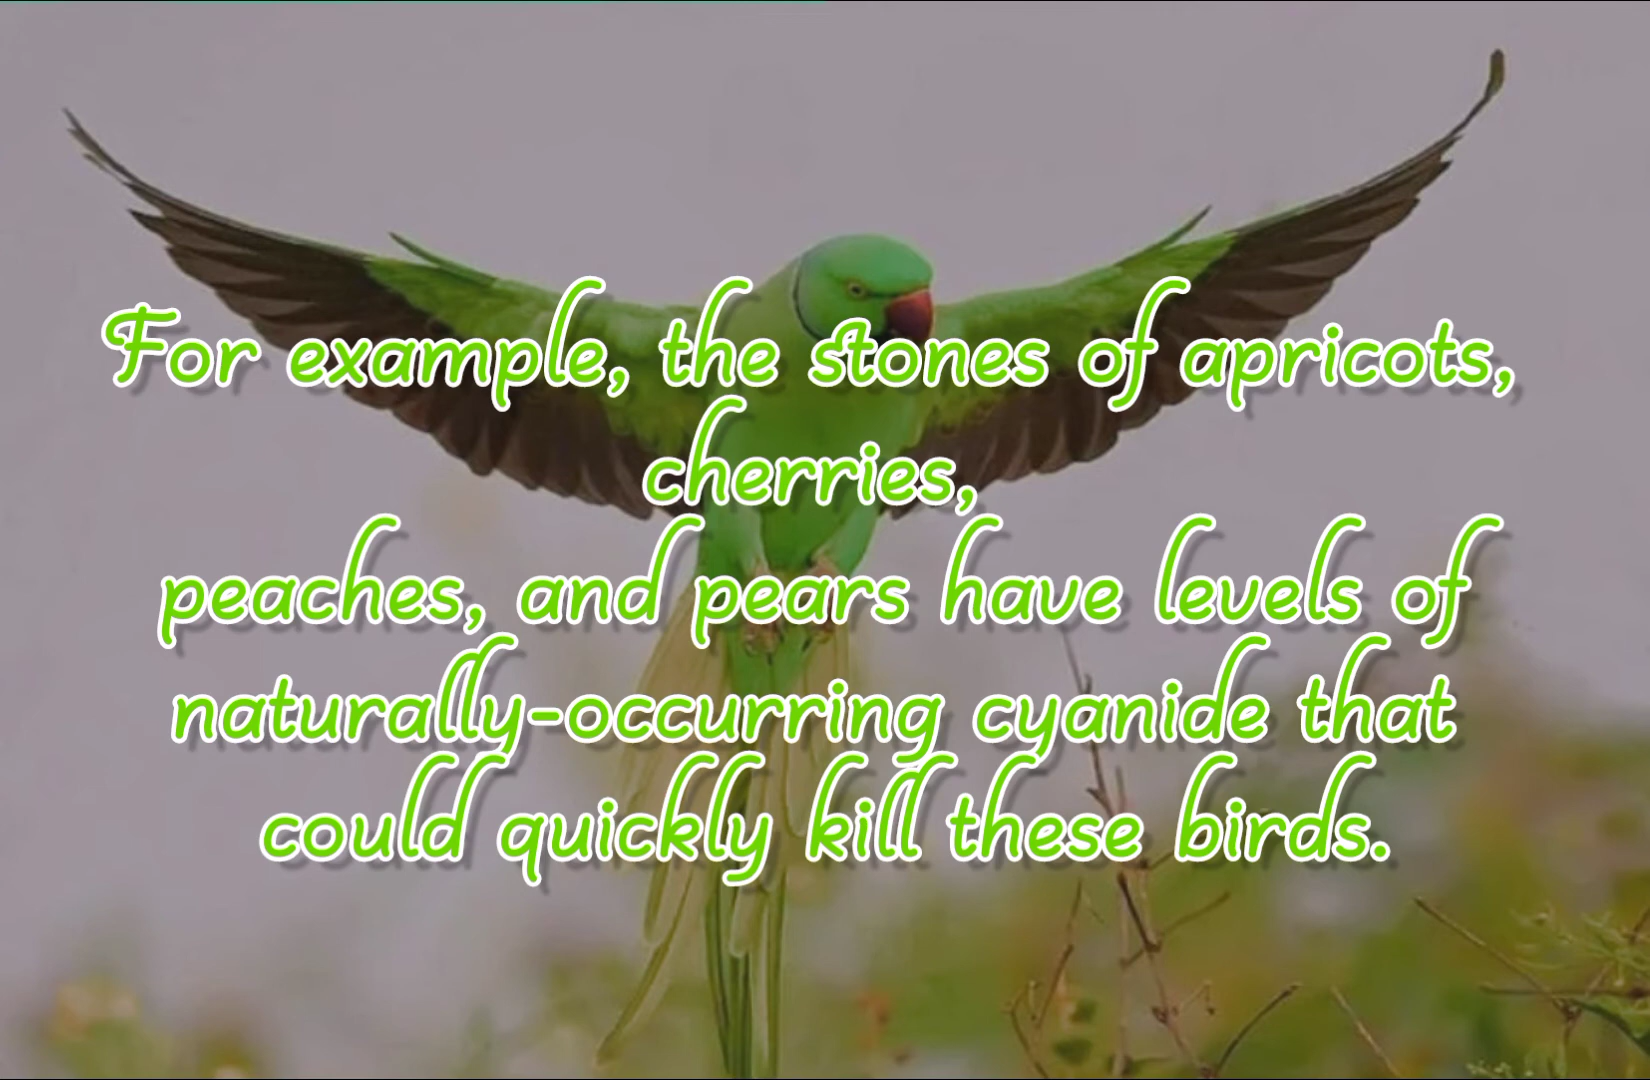 For example, the stones of apricots,
cherries,
peaches, and pears have levels of
naturally-occurring cyanide that
could quickly kill these birds.